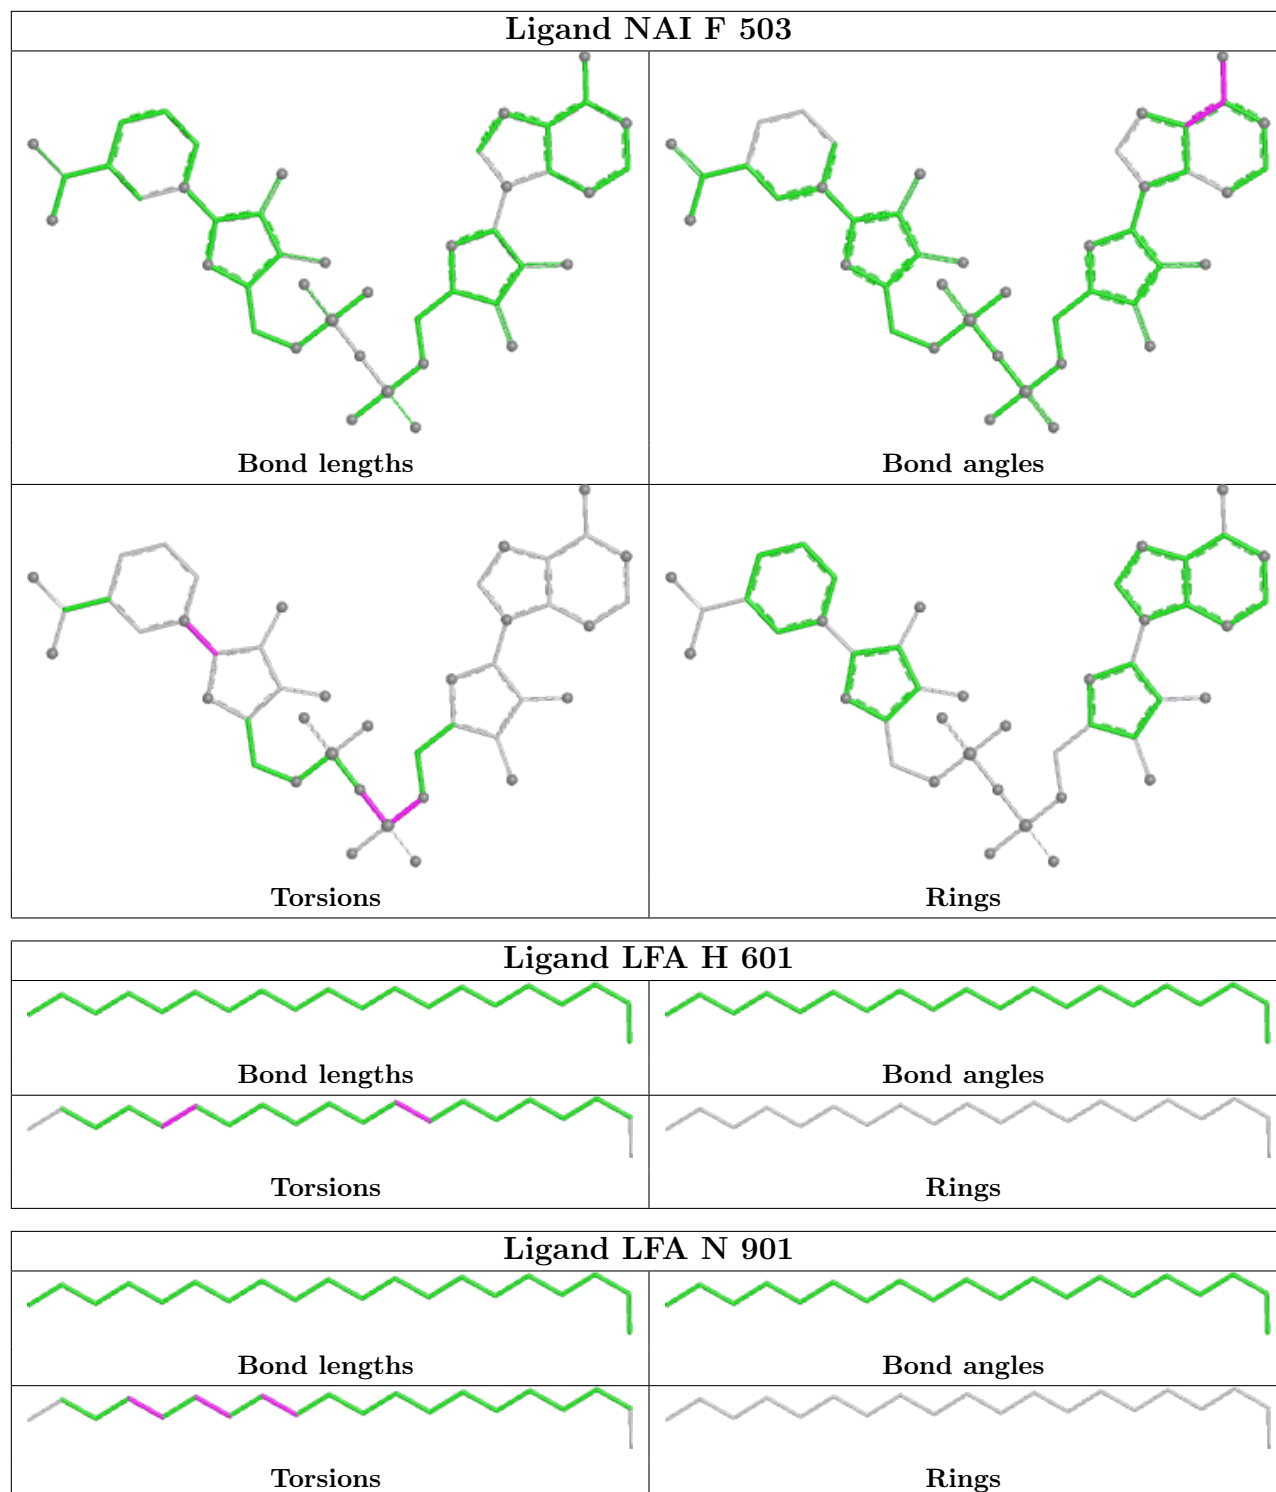 Ligand NAI F 503
Bond lengths
Bond angles
Torsions
Rings
Ligand LFA H 601
Bond lengths
Bond angles
Torsions
Rings
Ligand LFA N 901
Bond lengths
Bond angles
Torsions
Rings